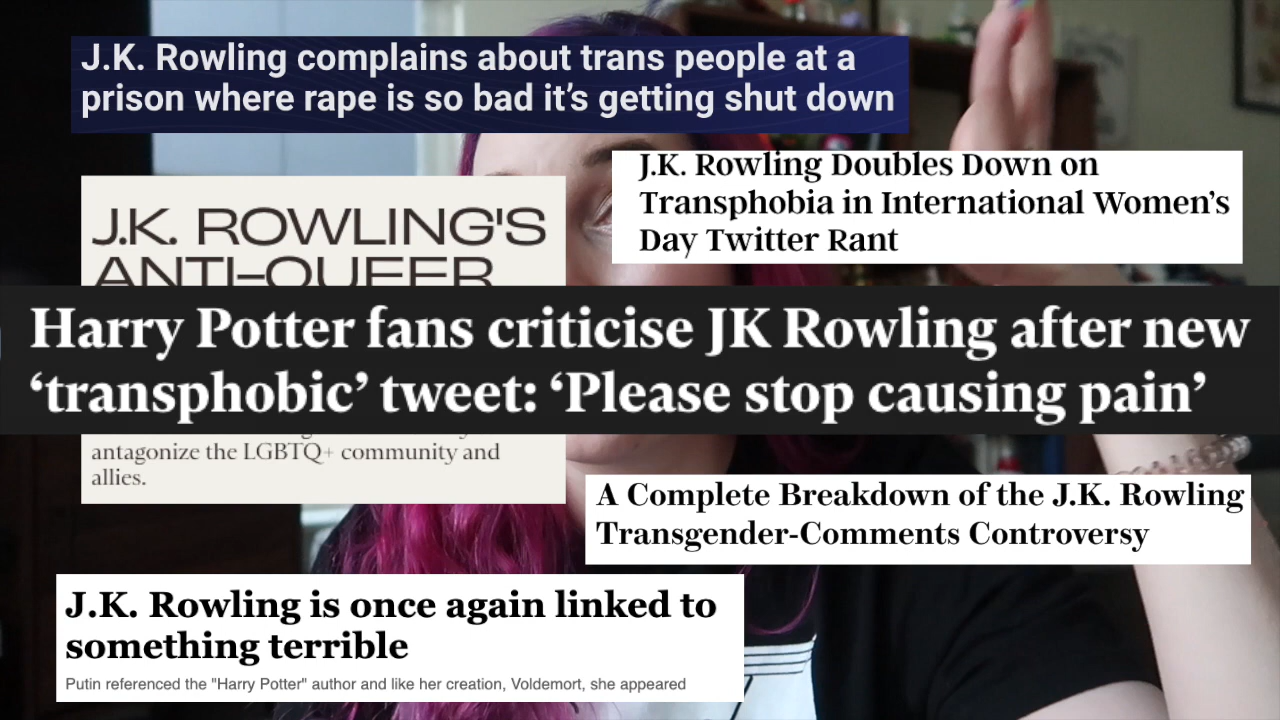 J.K. Rowling complains about trans people at a
prison where rape is so bad it’s getting shut down
J.K. Rowling Doubles Down on
Transphobia in International Women’s
Day Twitter Rant
J.K. ROWLING'S
ANTI-QUEER
Harry Potter fans criticise JK Rowling after new
‘transphobic’ tweet: ‘Please stop causing pain’
antagonize the LGBTQ+ community and
allies.
A Complete Breakdown of the J.K. Rowling
Transgender-Comments Controversy
J.K. Rowling is once again linked to
something terrible
Putin referenced the "Harry Potter" author and like her creation, Voldemort, she appeared